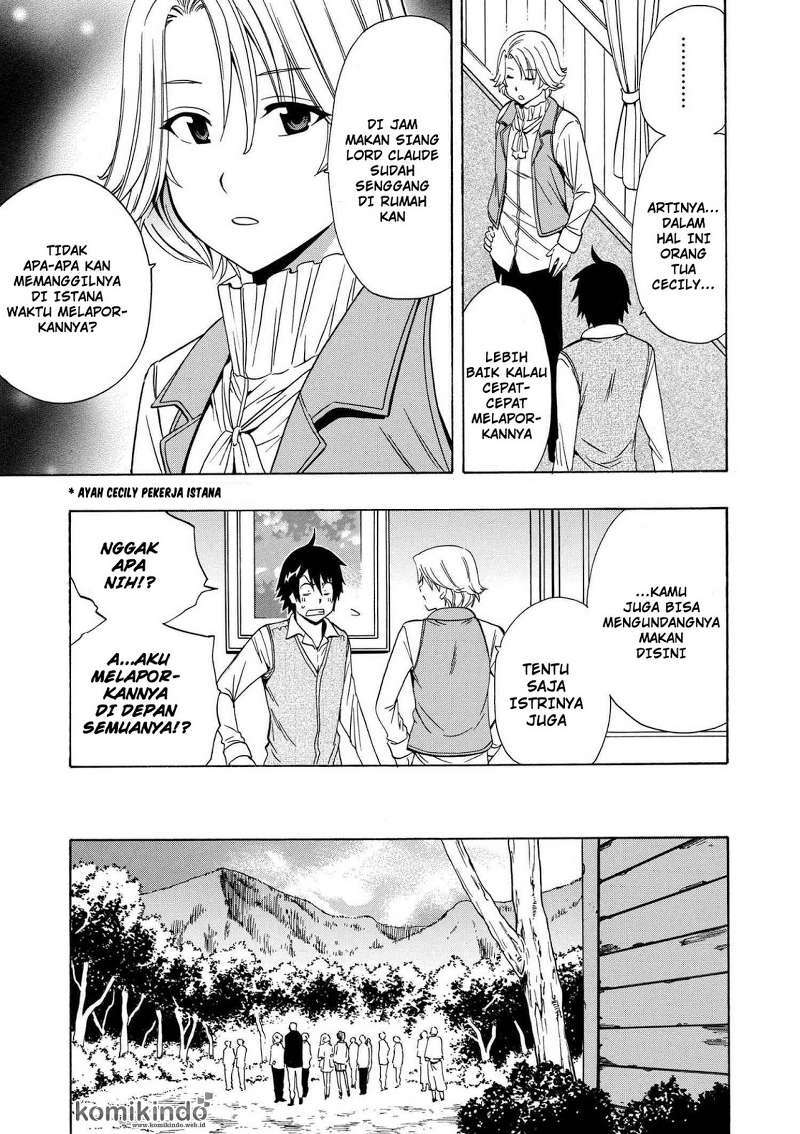 .........
ARTINYA...
DALAM
HAL INI
ORANG
TUA
CECILY...
LEBIH
BAIK KALAU
CEPAT-
CEPAT
MELAPOR-
KANNYA
DI JAM
MAKAN SIANG
LORD CLAUDE
SUDAH
SENGGANG
DI RUMAH
KAN
TIDAK
APA-APA KAN
MEMANGGILNYA
DI ISTANA
WAKTU MELAPOR-
KANNYA?
* AYAH CECILY PEKERJA ISTANA
...KAMU
JUGA BISA
MENGUNDANGNYA
MAKAN
DISINI
TENTU
SAJA
ISTRINYA
JUGA
NGGAK
APA
NIH!?
A...AKU
MELAPOR-
KANNYA
DI DEPAN
SEMUANYA!?
komikindo
www.komikindo.web.id